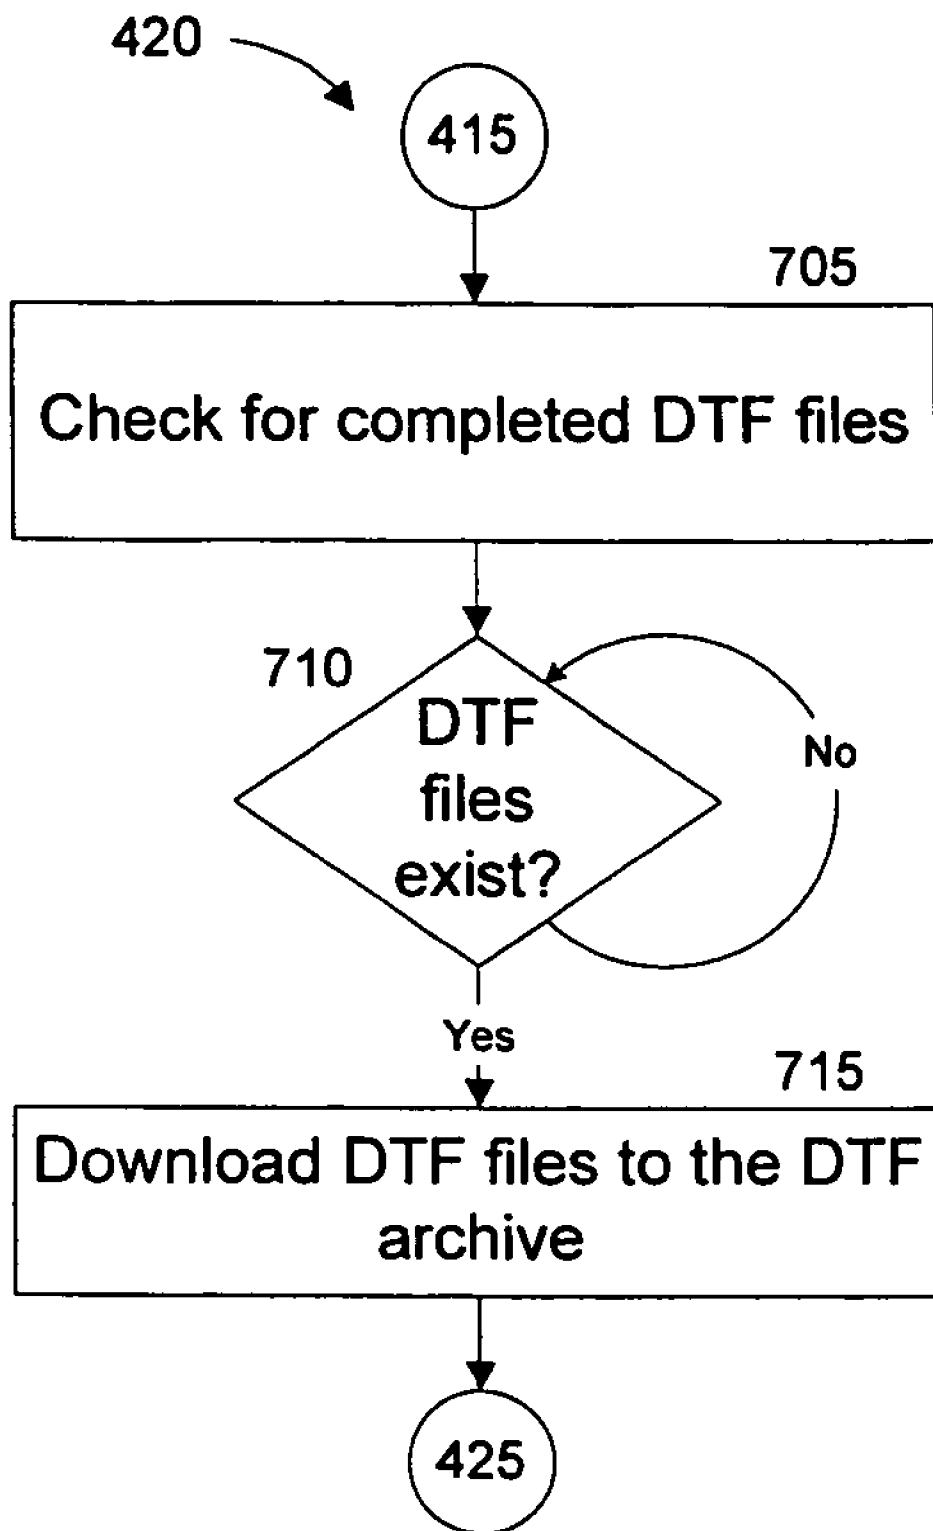 420
415
705
Check for completed DTF files
710
DTF
files
exist?
No
Yes
715
Download DTF files to the DTF
archive
425